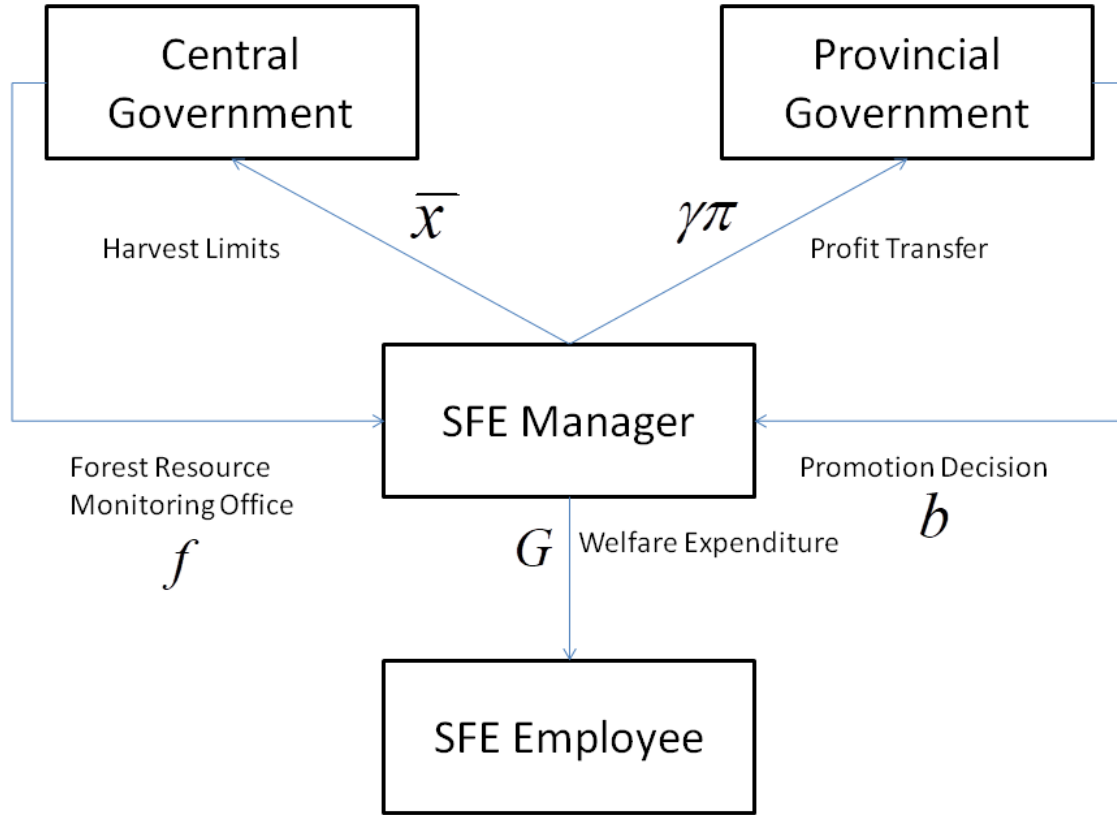 Central
Government
Provincial
Government
x̅
γπ
Harvest Limits
Profit Transfer
SFE Manager
Forest Resource
Monitoring Office
f
Promotion Decision
b
G
Welfare Expenditure
SFE Employee